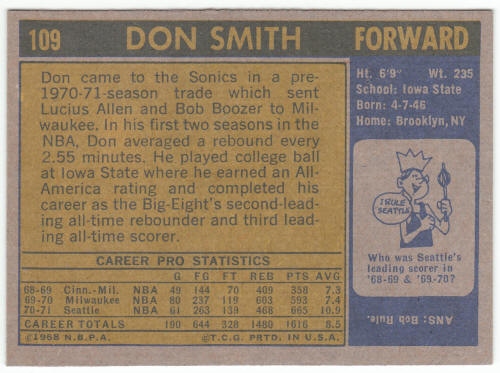 109 DON SMITH FORWARD
Don came to the Sonics in a pre-
1970-71-season trade which sent
Lucius Allen and Bob Boozer to Mil-
waukee. In his first two seasons in the
NBA, Don averaged a rebound every
2.55 minutes. He played college ball
at Iowa State where he earned an All-
America rating and completed his
career as the Big-Eight's second-lead-
ing all-time rebounder and third lead-
ing all-time scorer.
CAREER PRO STATISTICS
G FG FT REB PTS AVG
68-69 Cinn.-Mil. NBA 49 144 70 409 358 7.3
69-70 Milwaukee NBA 80 237 119 603 593 7.4
70-71 Seattle NBA 61 263 139 468 665 10.9
CAREER TOTALS 190 644 328 1480 1616 8.5
©1968 N.B.P.A. ©T.C.G. PRTD. IN U.S.A.
Ht. 6'9" Wt. 235
School: Iowa State
Born: 4-7-46
Home: Brooklyn, NY
I RULE
SEATTLE
Who was Seattle's
leading scorer in
'68-69 & '69-70?
ANS: Bob Rule.